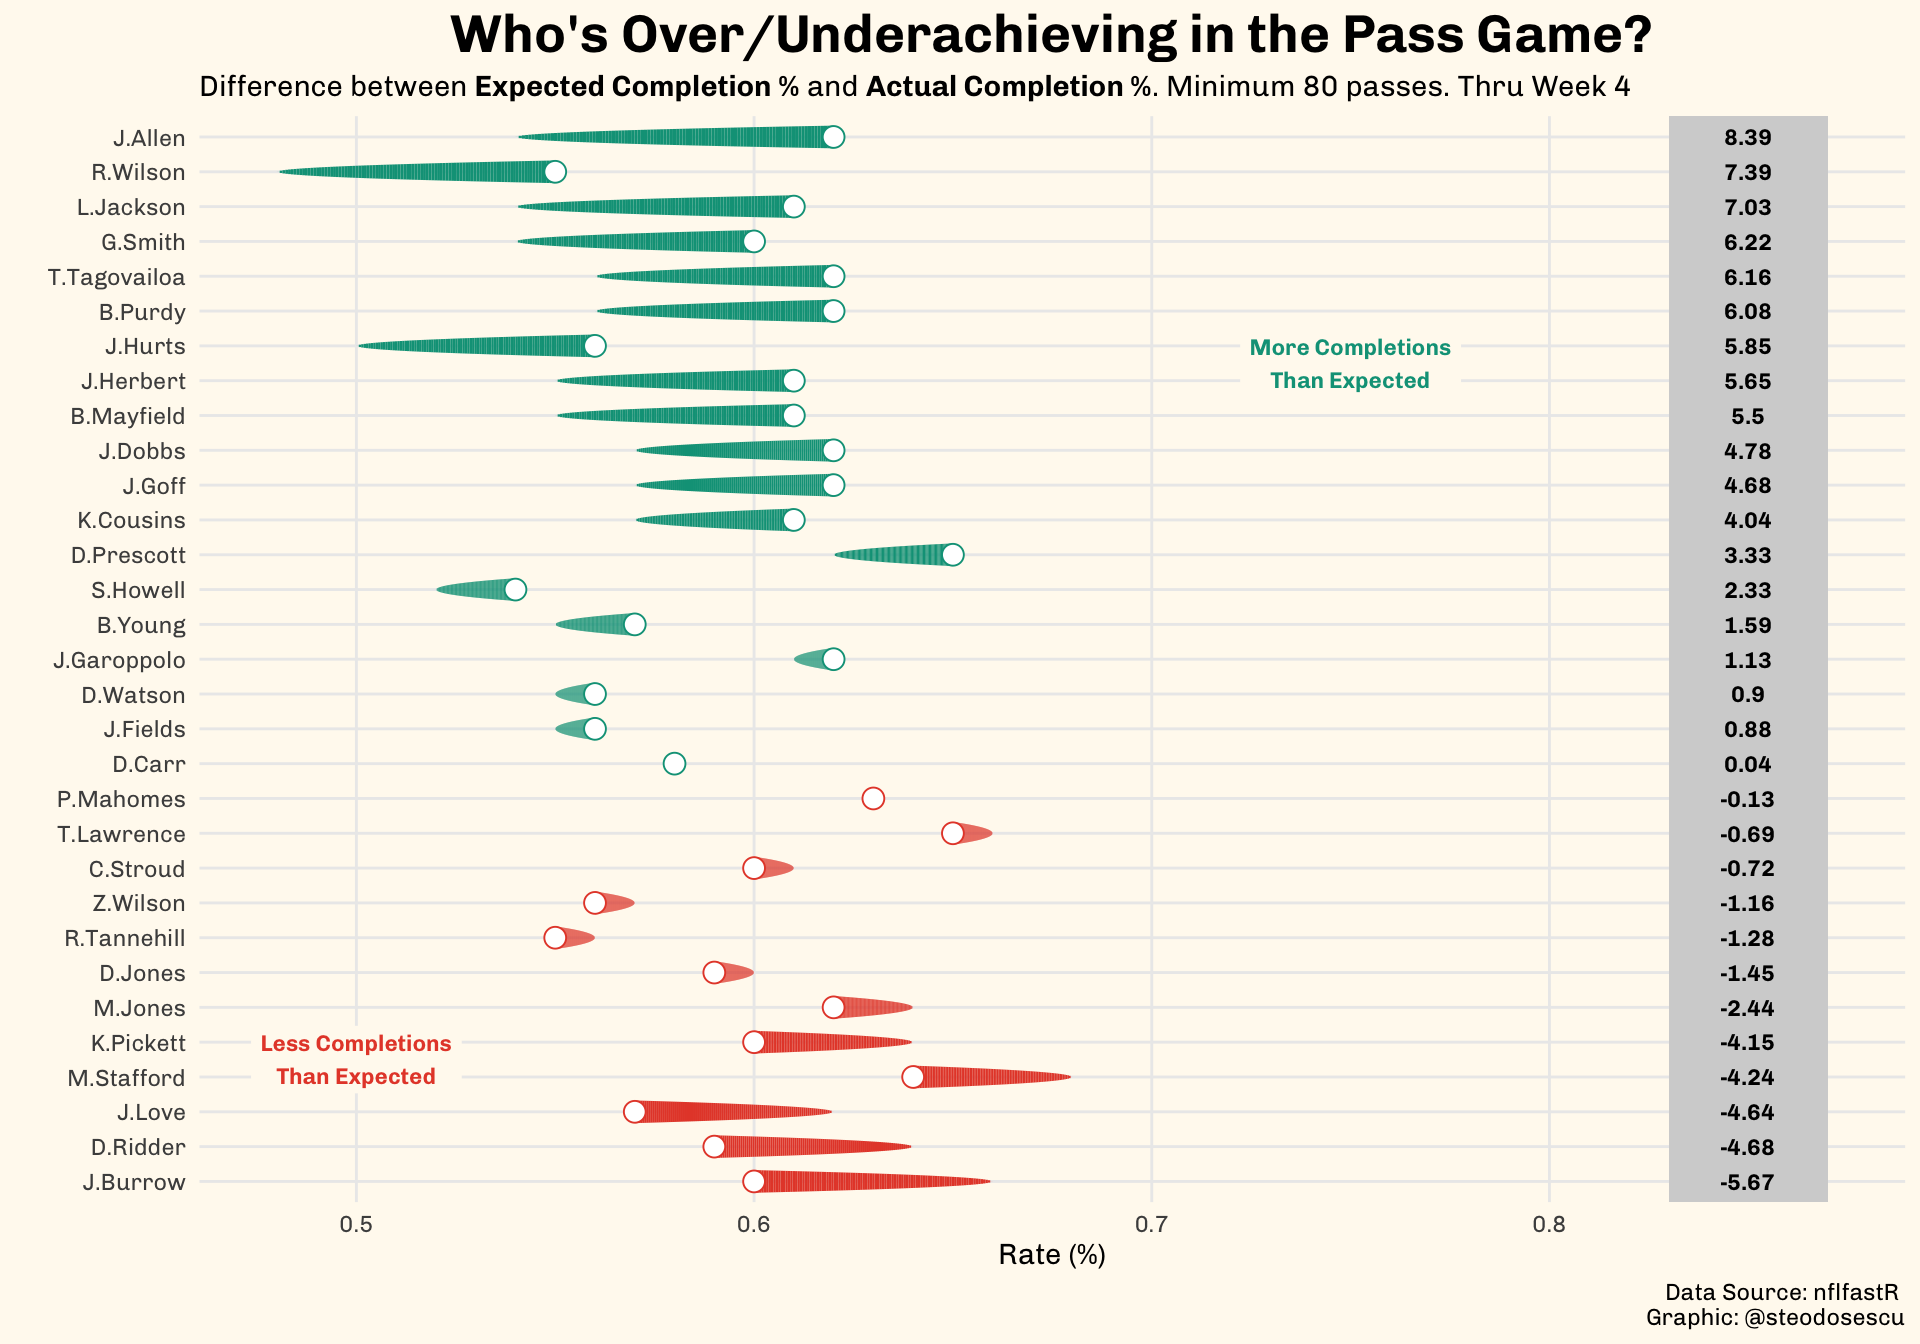 Who's Over/Underachieving in the Pass Game?
Difference between Expected Completion % and Actual Completion %. Minimum 80 passes. Thru Week 4
J.Allen 8.39
R.Wilson 7.39
L.Jackson 7.03
G.Smith 6.22
T.Tagovailoa 6.16
B.Purdy 6.08
J.Hurts More Completions 5.85
J.Herbert Than Expected 5.65
B.Mayfield 5.5
J.Dobbs 4.78
J.Goff 4.68
K.Cousins 4.04
D.Prescott 3.33
S.Howell 2.33
B.Young 1.59
J.Garoppolo 1.13
D.Watson 0.9
J.Fields 0.88
D.Carr 0.04
P.Mahomes -0.13
T.Lawrence -0.69
C.Stroud -0.72
Z.Wilson -1.16
R.Tannehill -1.28
D.Jones -1.45
M.Jones -2.44
K.Pickett Less Completions -4.15
M.Stafford Than Expected -4.24
J.Love -4.64
D.Ridder -4.68
J.Burrow -5.67
0.5 0.6 0.7 0.8
Rate (%)
Data Source: nflfastR
Graphic: @steodosescu